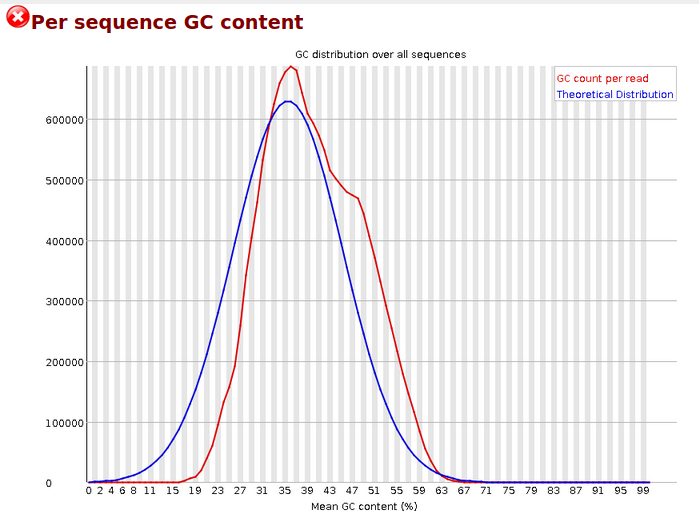 Per sequence GC content
GC distribution over all sequences
GC count per read
Theoretical Distribution
600000
500000
400000
300000
200000
100000
0
0 2 4 6 8 11 15 19 23 27 31 35 39 43 47 51 55 59 63 67 71 75 79 83 87 91 95 99
Mean GC content (%)